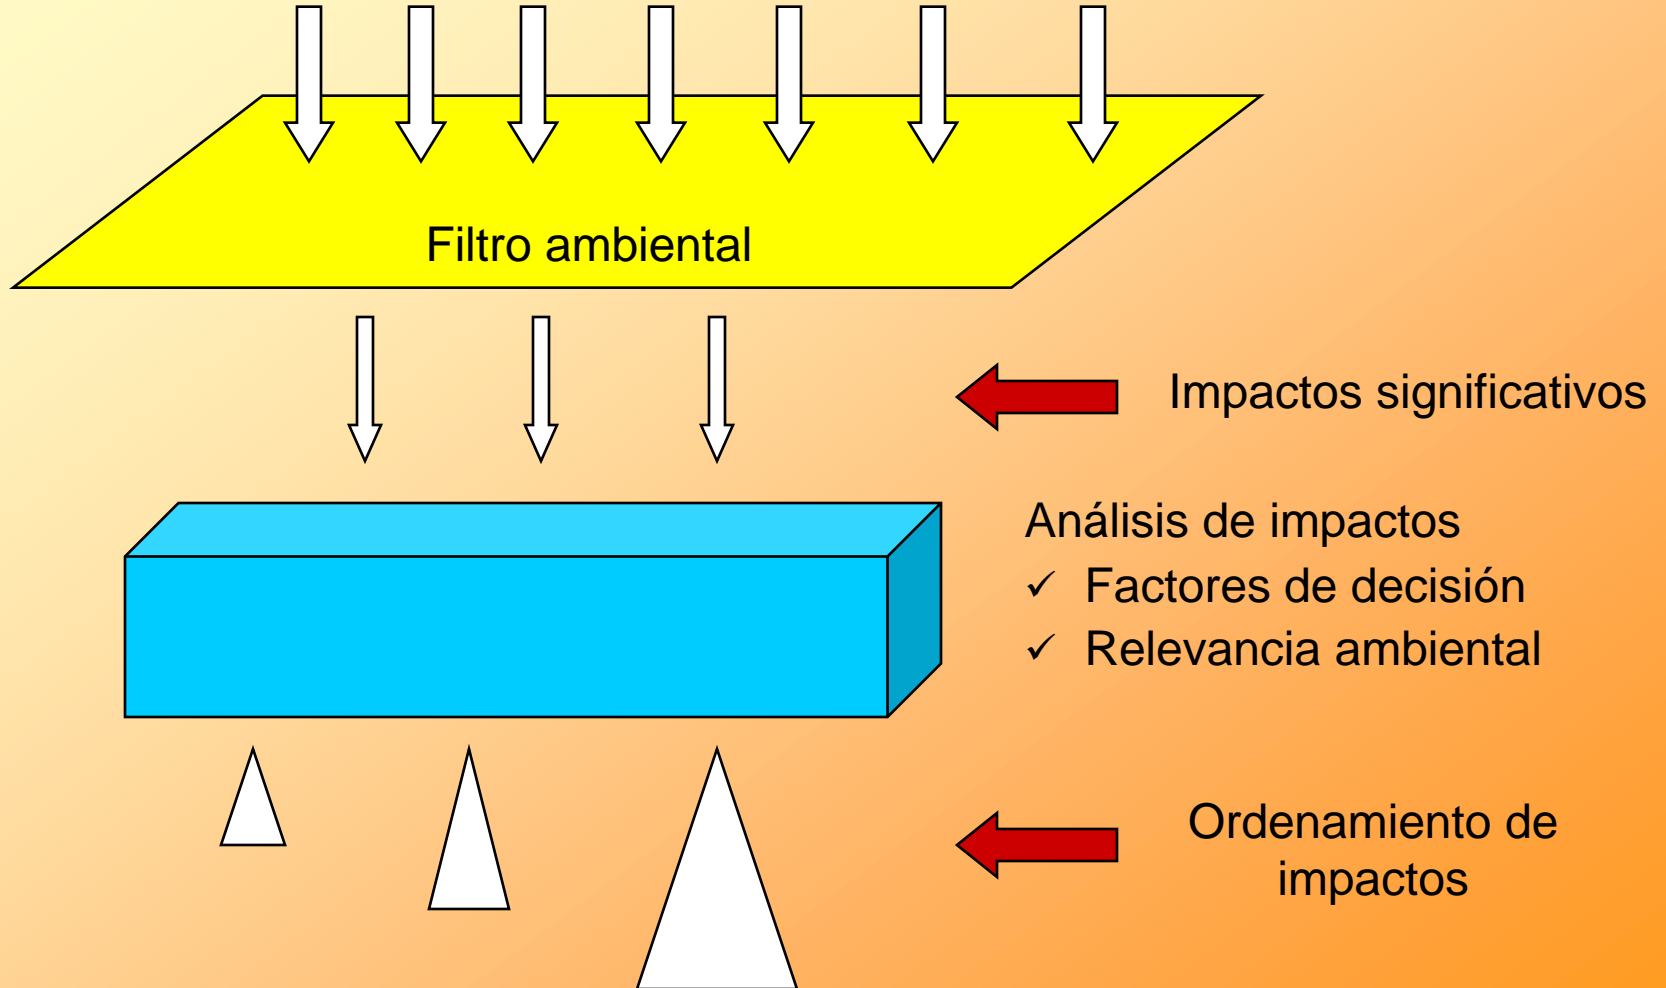 Filtro ambiental
Impactos significativos
Análisis de impactos
✓ Factores de decisión
✓ Relevancia ambiental
Ordenamiento de
impactos